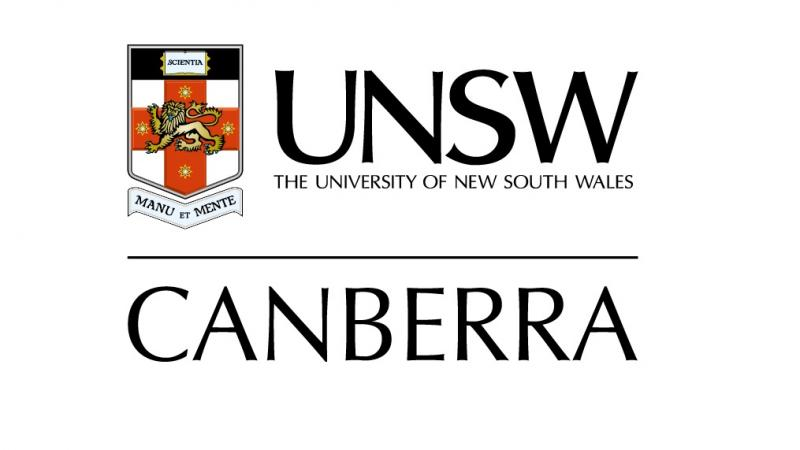 SCIENTIA
MANU ET MENTE
UNSW
THE UNIVERSITY OF NEW SOUTH WALES
CANBERRA